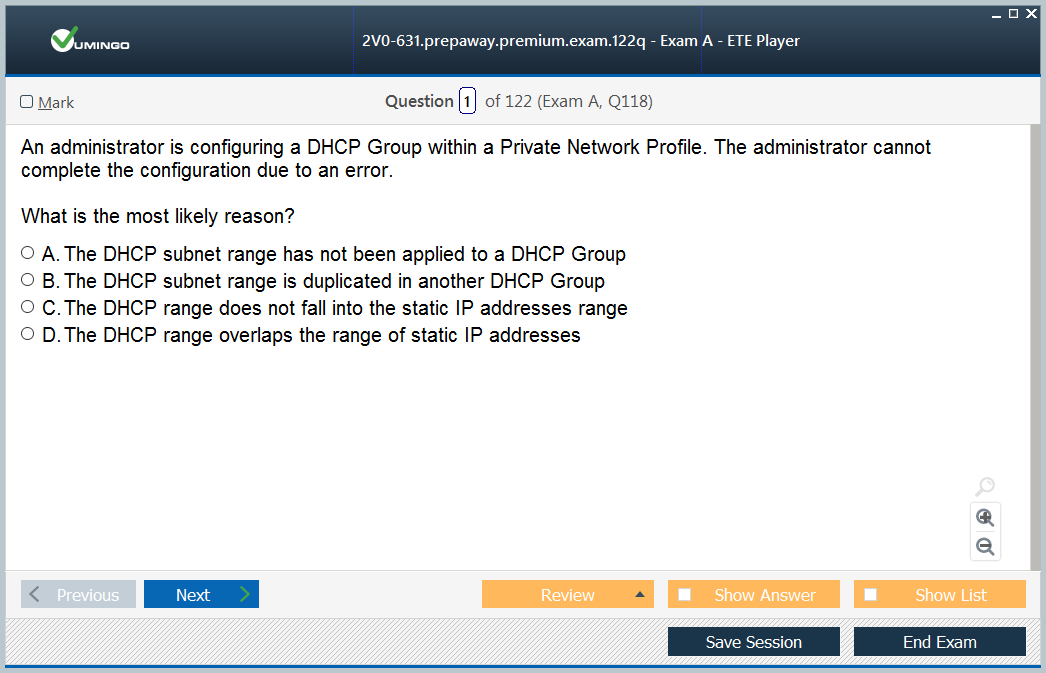 VUMINGO
2V0-631.prepaway.premium.exam.122q - Exam A - ETE Player
Mark
Question 1 of 122 (Exam A, Q118)
An administrator is configuring a DHCP Group within a Private Network Profile. The administrator cannot
complete the configuration due to an error.
What is the most likely reason?
A. The DHCP subnet range has not been applied to a DHCP Group
B. The DHCP subnet range is duplicated in another DHCP Group
C. The DHCP range does not fall into the static IP addresses range
D. The DHCP range overlaps the range of static IP addresses
Previous
Next
Review
Show Answer
Show List
Save Session
End Exam